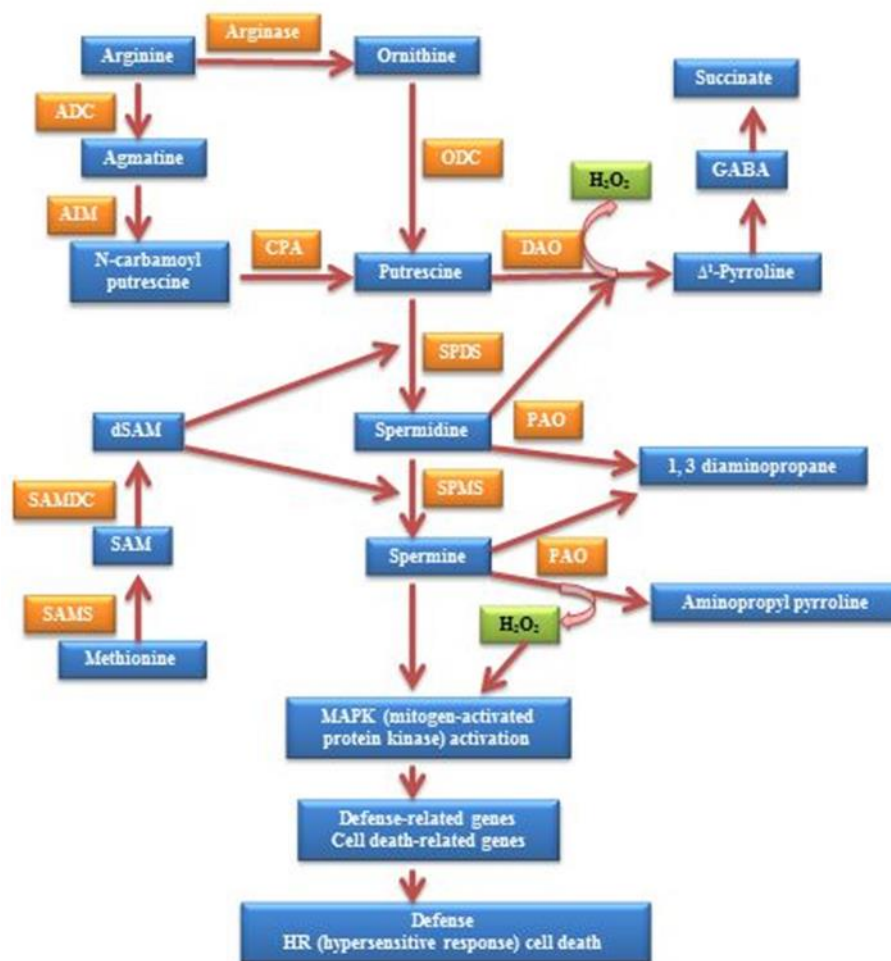 Arginase
Arginine
Ornithine
Succinate
ADC
Agmatine
ODC
GABA
H₂O₂
AIM
CPA
DAO
N-carbamoyl
putrescine
Putrescine
Δ¹-Pyrroline
SPDS
dSAM
Spermidine
PAO
1, 3 diaminopropane
SAMDC
SPMS
SAM
Spermine
PAO
Aminopropyl pyrroline
SAMS
H₂O₂
Methionine
MAPK (mitogen-activated
protein kinase) activation
Defense-related genes
Cell death-related genes
Defense
HR (hypersensitive response) cell death